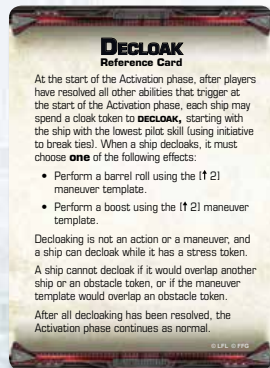 DECLOAK
Reference Card
At the start of the Activation phase, after players
have resolved all other abilities that trigger at
the start of the Activation phase, each ship may
spend a cloak token to DECLOAK, starting with
the ship with the lowest pilot skill (using initiative
to break ties). When a ship decloaks, it must
choose one of the following effects:
• Perform a barrel roll using the [⬆ 2]
maneuver template.
• Perform a boost using the [⬆ 2] maneuver
template.
Decloaking is not an action or a maneuver, and
a ship can decloak while it has a stress token.
A ship cannot decloak if it would overlap another
ship or an obstacle token, or if the maneuver
template would overlap an obstacle token.
After all decloaking has been resolved, the
Activation phase continues as normal.
© LFL © FFG